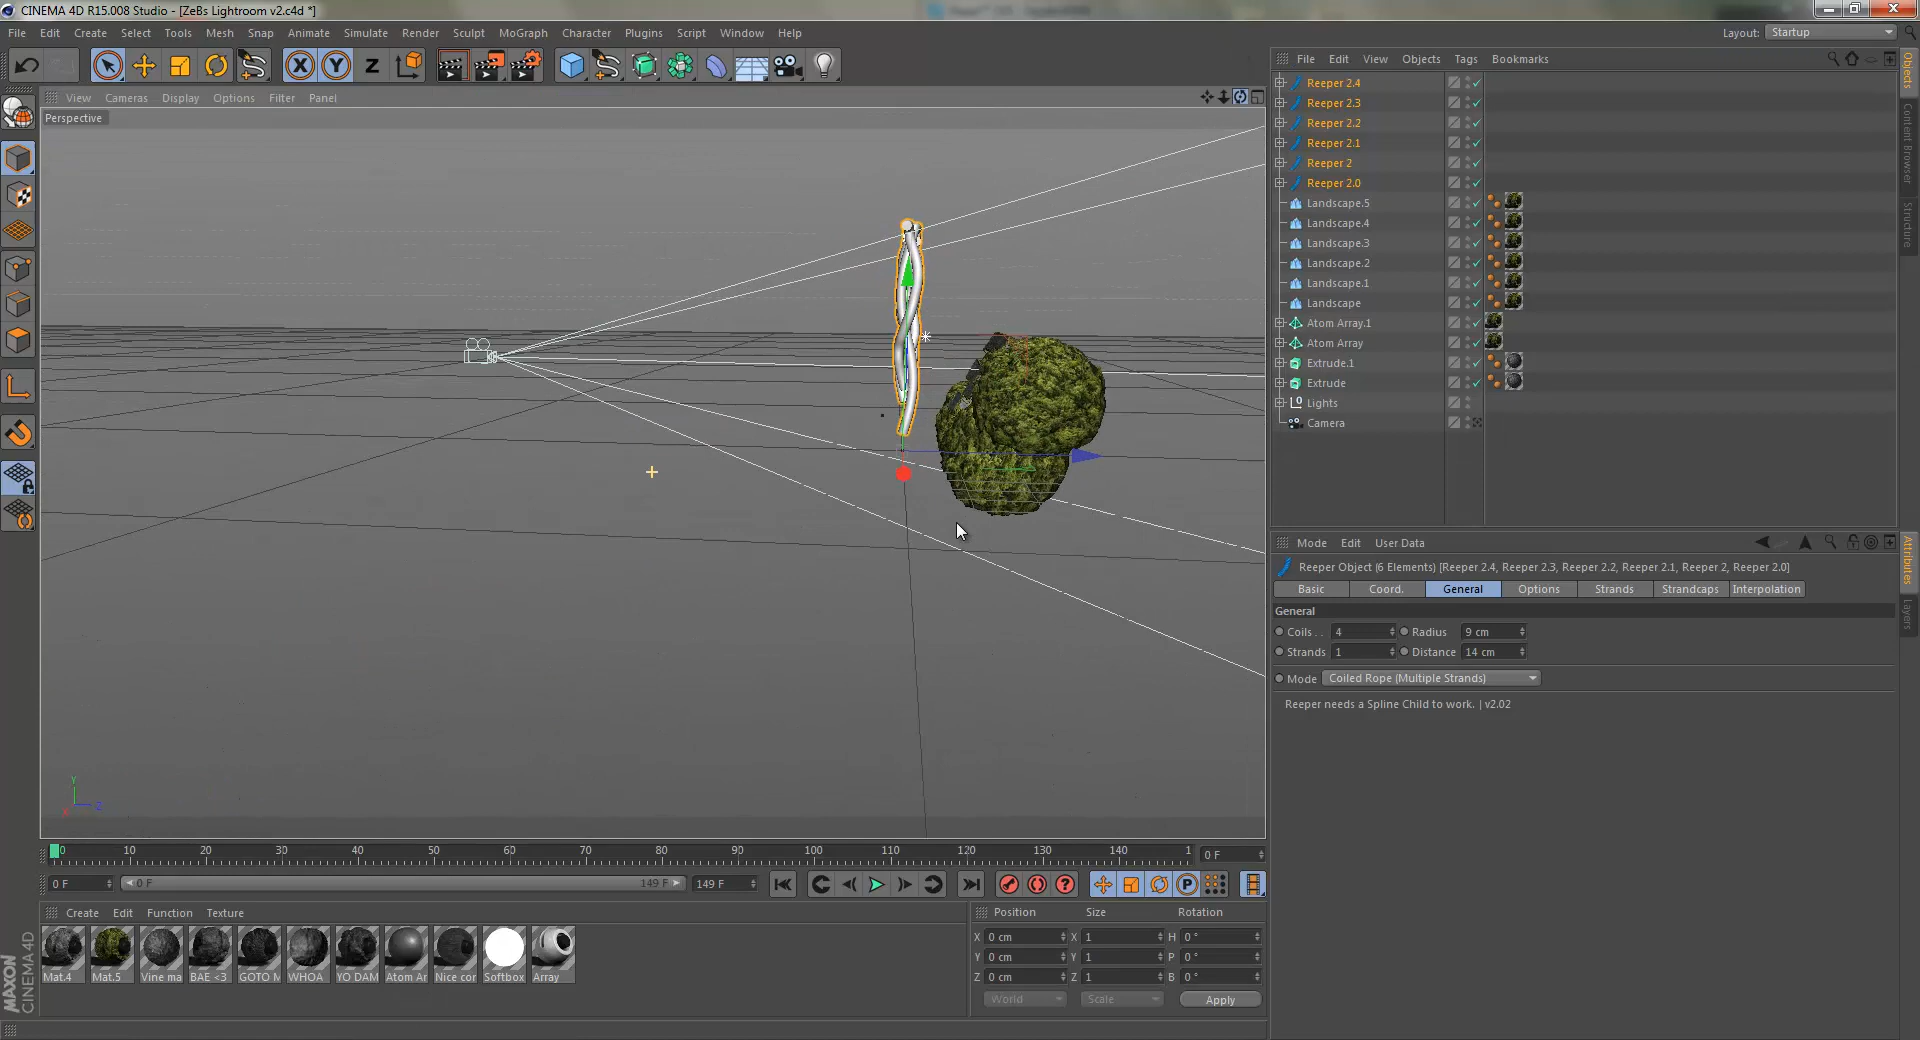 CINEMA 4D R15.008 Studio - [ZeBs Lightroom v2.c4d *]
File Edit Create Select Tools Mesh Snap Animate Simulate Render Sculpt MoGraph Character Plugins Script Window Help
Layout: Startup
X Y Z
View Cameras Display Options Filter Panel
Perspective
File Edit View Objects Tags Bookmarks
Reeper 2.4
Reeper 2.3
Reeper 2.2
Reeper 2.1
Reeper 2
Reeper 2.0
Landscape.5
Landscape.4
Landscape.3
Landscape.2
Landscape.1
Landscape
Atom Array.1
Atom Array
Extrude.1
Extrude
Lights
Camera
Objects
Content Browser
Structure
Mode Edit User Data
Reeper Object (6 Elements) [Reeper 2.4, Reeper 2.3, Reeper 2.2, Reeper 2.1, Reeper 2, Reeper 2.0]
Basic Coord. General Options Strands Strandcaps Interpolation
General
Coils . . 4 Radius 9 cm
Strands 1 Distance 14 cm
Mode Coiled Rope (Multiple Strands)
Reeper needs a Spline Child to work. | v2.02
Attributes
Layers
Y
X Z
0 10 20 30 40 50 60 70 80 90 100 110 120 130 140 1
0 F
0 F 0 F 149 F 149 F
Create Edit Function Texture
Mat.4 Mat.5 Vine ma BAE <3 GOTO M WHOA YO DAM Atom Ar Nice cor Softbox Array
Position Size Rotation
X 0 cm X 1 H 0 °
Y 0 cm Y 1 P 0 °
Z 0 cm Z 1 B 0 °
World Scale Apply
MAXON
CINEMA 4D